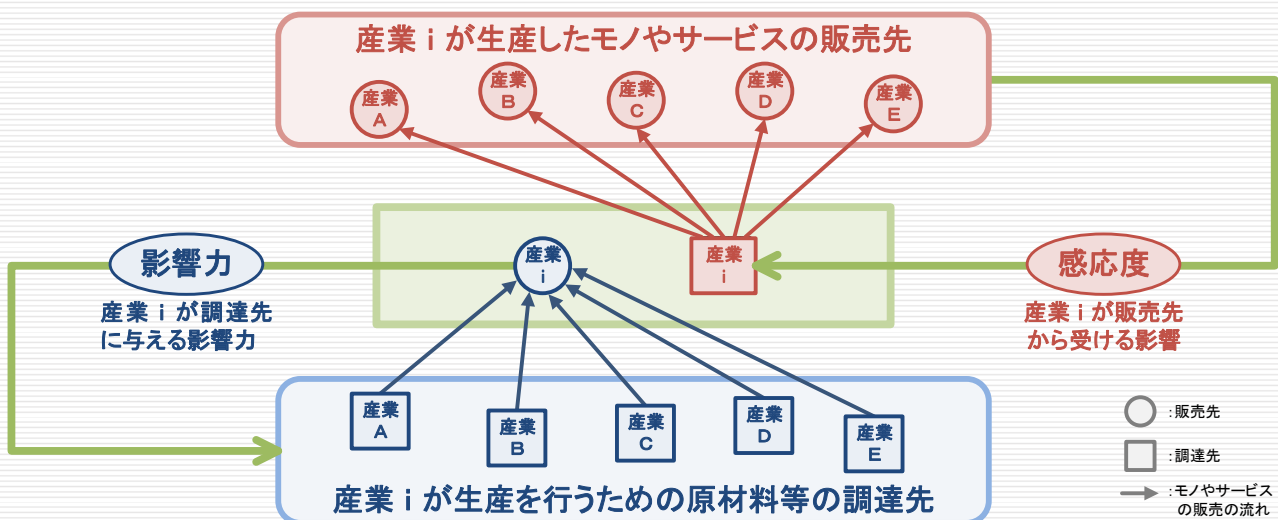 産業iが生産したモノやサービスの販売先
産業
A
産業
B
産業
C
産業
D
産業
E
影響力
産業iが調達先
に与える影響力
産業
i
産業
i
感応度
産業iが販売先
から受ける影響
産業
A
産業
B
産業
C
産業
D
産業
E
産業iが生産を行うための原材料等の調達先
:販売先
:調達先
:モノやサービス
の販売の流れ